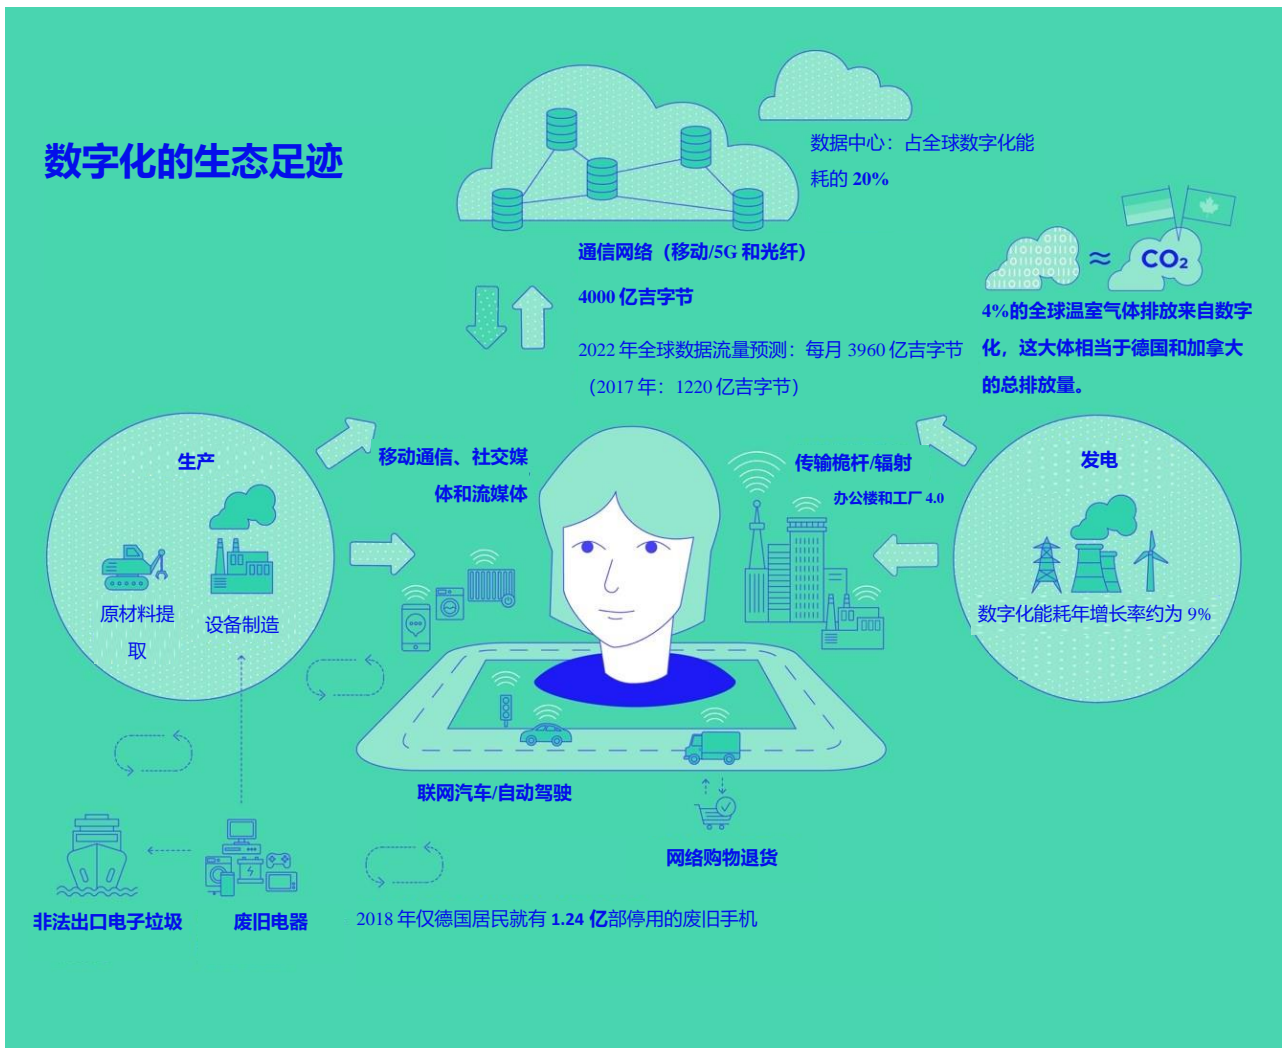 数字化的生态足迹
数据中心：占全球数字化能
耗的 20%
通信网络（移动/5G 和光纤）
4000 亿吉字节
2022 年全球数据流量预测：每月 3960 亿吉字节
（2017 年：1220 亿吉字节）
CO₂
≈
4%的全球温室气体排放来自数字
化，这大体相当于德国和加拿大
的总排放量。
生产
原材料提
取
设备制造
移动通信、社交媒
体和流媒体
传输桅杆/辐射
办公楼和工厂 4.0
发电
数字化能耗年增长率约为 9%
联网汽车/自动驾驶
网络购物退货
非法出口电子垃圾
废旧电器
2018 年仅德国居民就有 1.24 亿部停用的废旧手机